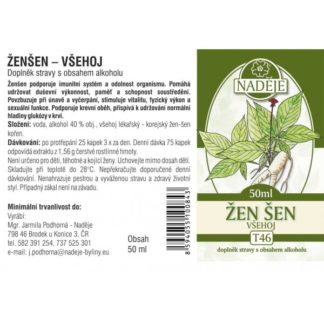 ŽENŠEN – VŠEHOJ
Doplněk stravy s obsahem alkoholu
Ženšen podporuje imunitní systém a odolnost organismu. Pomáhá
udržovat duševní výkonnost, paměť a schopnost soustředění.
Povzbuzuje při únavě a vyčerpání, stimuluje vitalitu, fyzický výkon a
sexuální funkce. Podporuje krevní oběh, přispívá k udržování normální
hladiny glukózy v krvi.
Složení: voda, alkohol 40 % obj., všehoj lékařský - korejský žen-šen
kořen.
Dávkování: po protřepání 25 kapek 3 x za den. Denní dávka 75 kapek
odpovídá extraktu z 1,56 g čerstvé rostlinné hmoty.
Není určeno pro děti, těhotné a kojící ženy. Uchovejte mimo dosah dětí.
Skladujte při teplotě do 28°C. Nepřekračujte doporučené denní
dávkování. Nenahrazuje pestrou a vyváženou stravu a zdravý životní
styl. Případný zákal není na závadu.
Minimální trvanlivost do:
Vyrábí:
Mgr. Jarmila Podhorná - Naděje
798 46 Brodek u Konice 3, ČR
tel. 582 391 254, 737 525 301
e-mail: j.podhorna@nadeje-byliny.eu
Obsah
50 ml
8594055100843
NADĚJE
50ml
ŽEN ŠEN
VŠEHOJ
T46
doplněk stravy s obsahem alkoholu